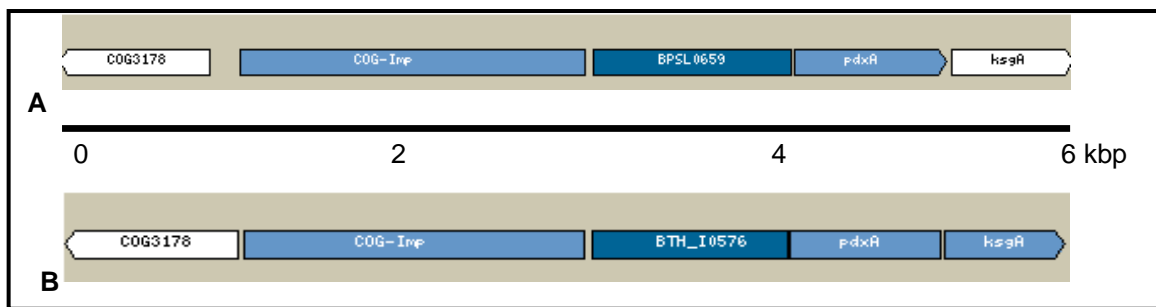 COG3178 COG-Imp BPSL0659 pdxA ksgA
A
0 2 4 6 kbp
COG3178 COG-Imp BTH_I0576 pdxA ksgA
B